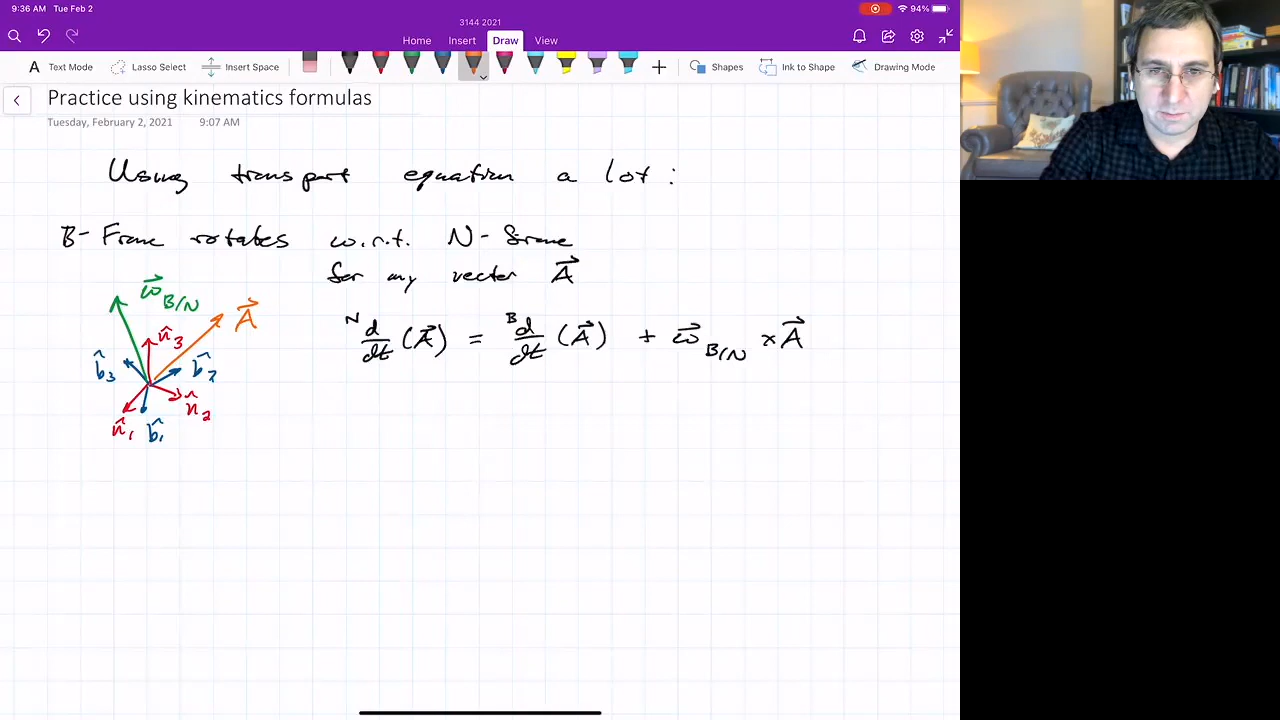 9:36 AM Tue Feb 2
94%
3144 2021
Home Insert Draw View
Text Mode Lasso Select Insert Space Shapes Ink to Shape Drawing Mode
Practice using kinematics formulas
Tuesday, February 2, 2021 9:07 AM
Using transport equation a lot:
B-Frame rotates w.r.t. N-frame
for any vector A⃗
ω⃗ B/N
A⃗
n̂3
b̂3
b̂2
n̂2
n̂1 b̂1
ᴺd/dt (A⃗) = ᴮd/dt (A⃗) + ω⃗ B/N × A⃗